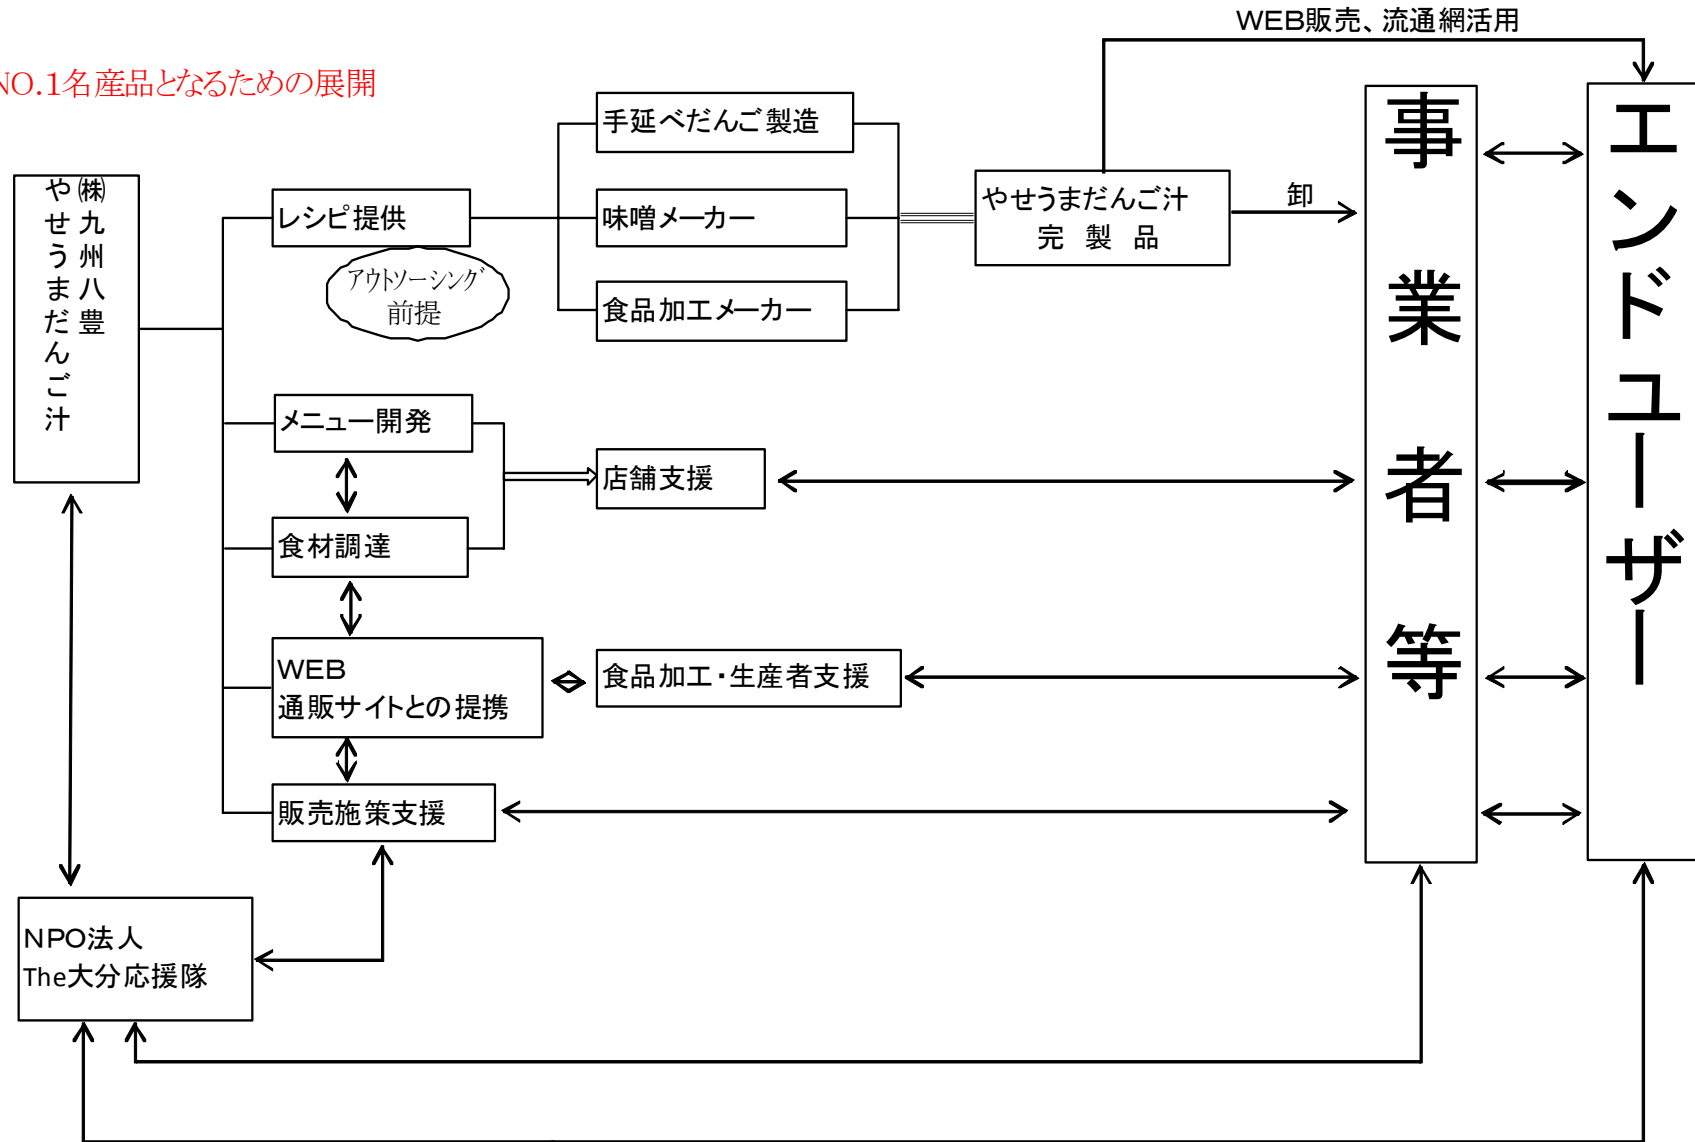 WEB販売、流通網活用
NO.1名産品となるための展開
㈱九州八豊
やせうまだんご汁
レシピ提供
アウトソーシング
前提
手延べだんご製造
味噌メーカー
食品加工メーカー
やせうまだんご汁
完 製 品
卸
メニュー開発
食材調達
店舗支援
WEB
通販サイトとの提携
食品加工・生産者支援
販売施策支援
NPO法人
The大分応援隊
事業者等
エンドユーザー